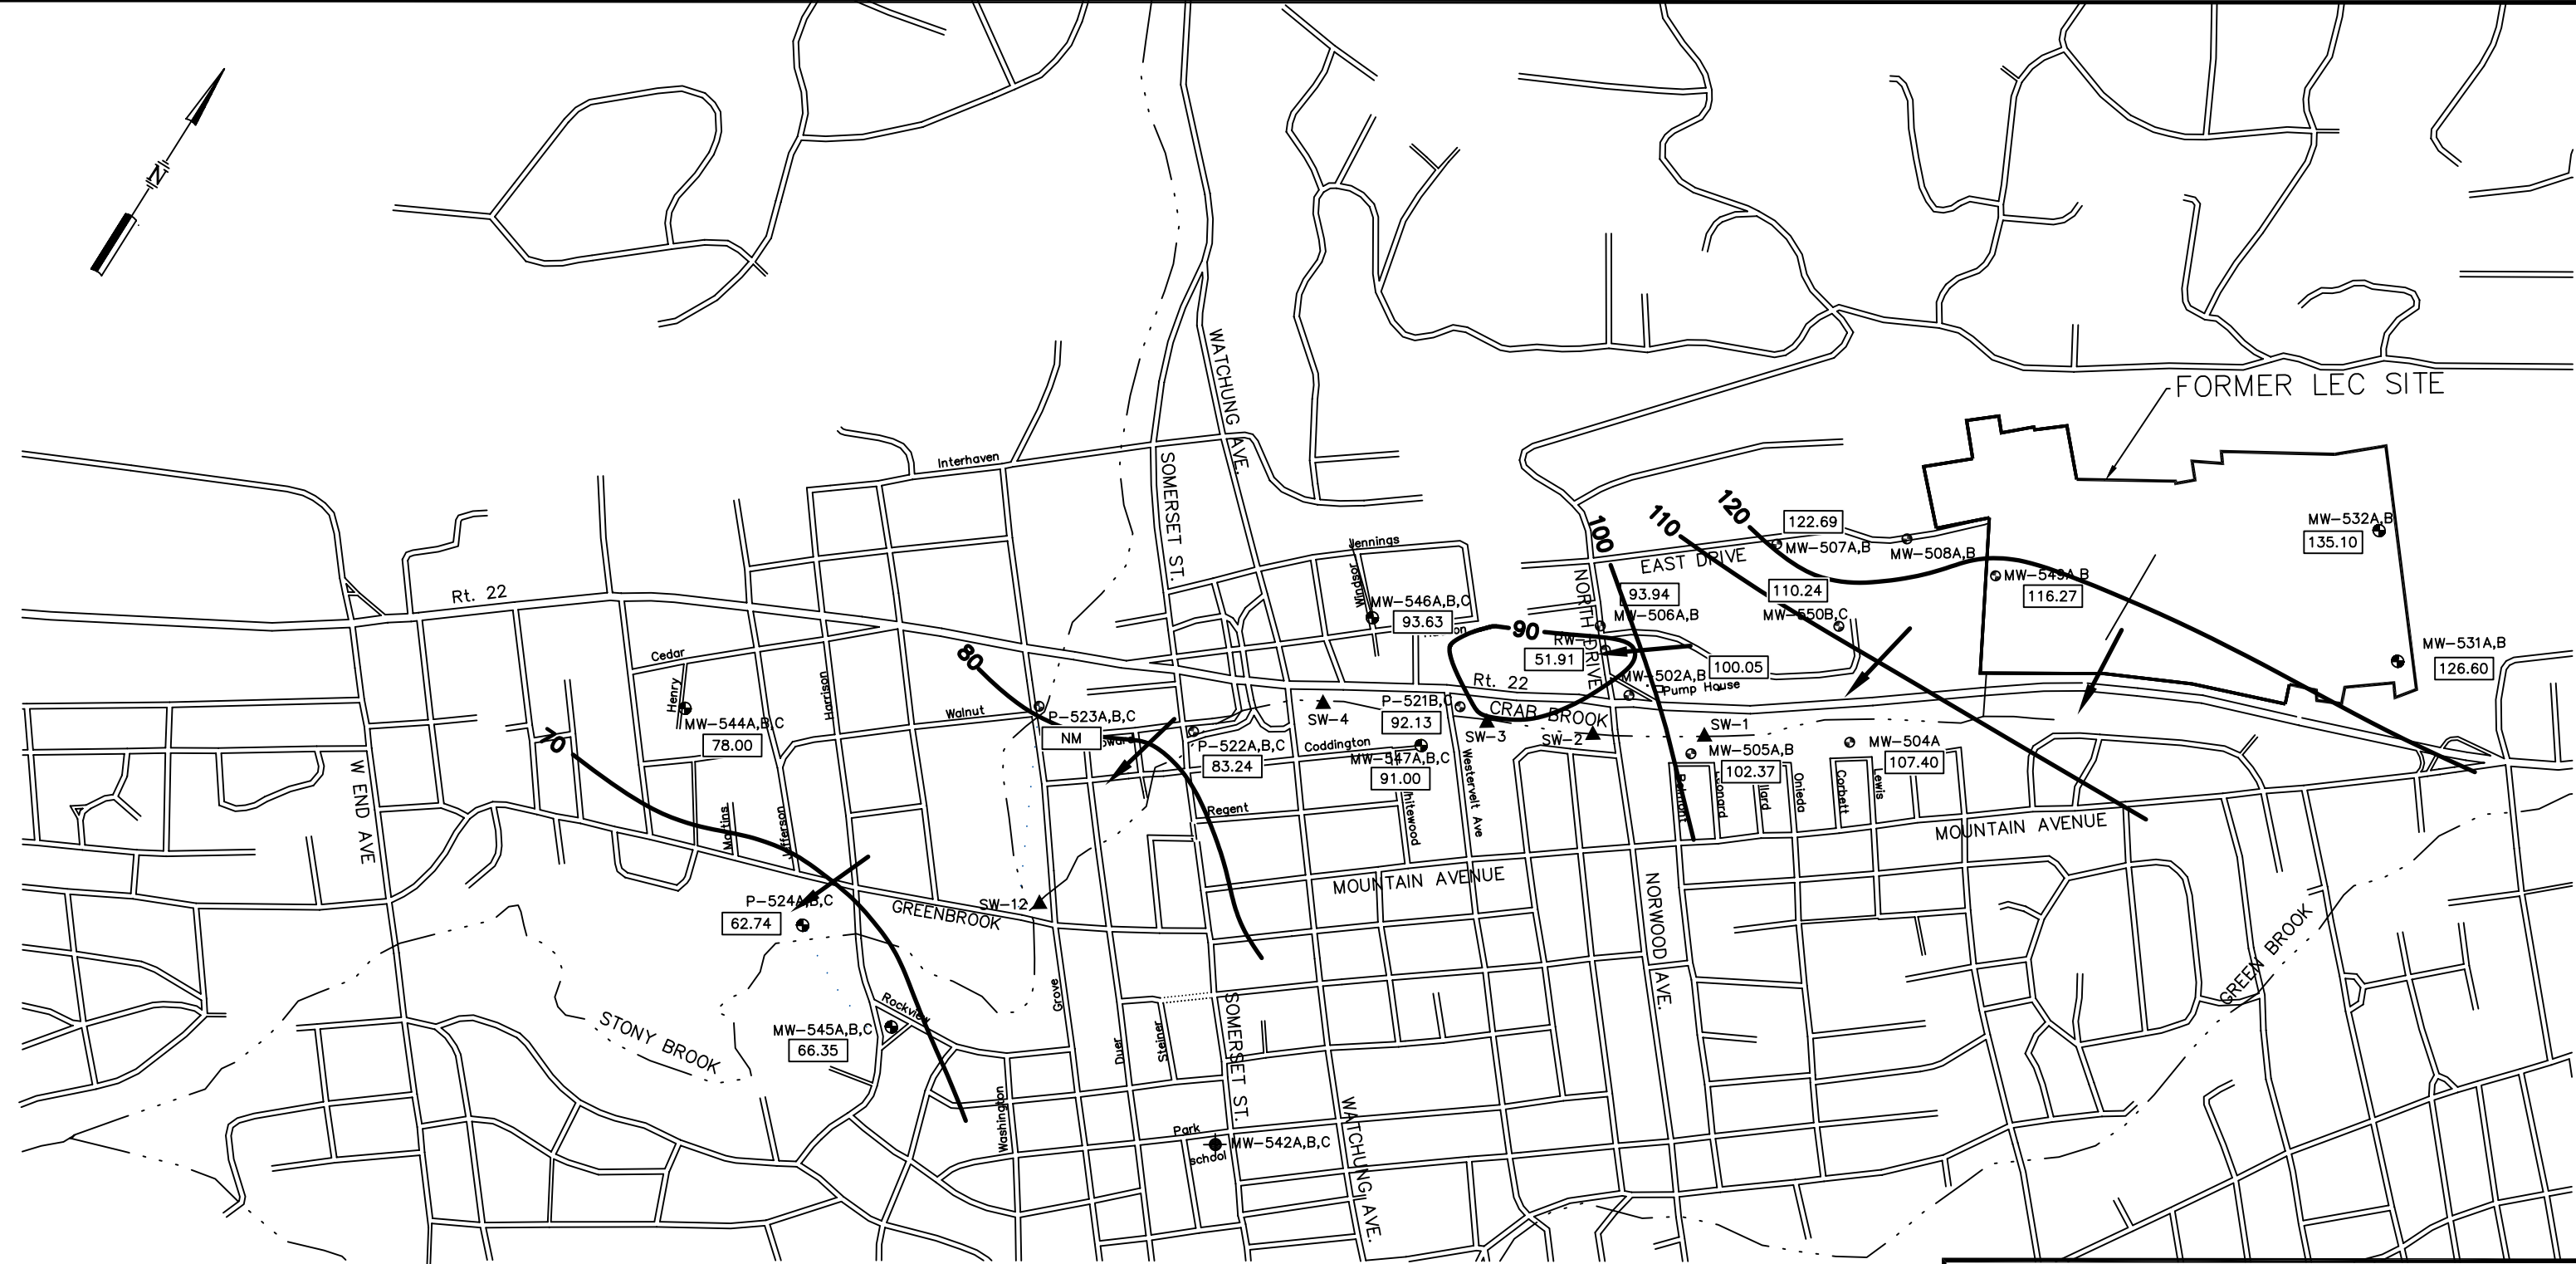 N
WATCHUNG AVE.
FORMER LEC SITE
SOMERSET ST.
Interhaven
120
110
100
122.69
MW-507A,B
MW-508A,B
MW-532A,B
135.10
EAST DRIVE
Jennings
Windsor
MW-546A,B,C
93.63
Rt. 22
NORTH DRIVE
93.94
MW-506A,B
110.24
MW-550B,C
MW-549A,B
116.27
90
51.91
100.05
MW-531A,B
126.60
Cedar
80
Henry
Harrison
Rt. 22
MW-502A,B
Pump House
P-521B,C
92.13
CRAB BROOK
SW-4
SW-3
SW-2
SW-1
Walnut
P-523A,B,C
NM
MW-544A,B,C
78.00
70
P-522A,B,C
83.24
Coddington
MW-547A,B,C
91.00
MW-505A,B
102.37
MW-504A
107.40
W END AVE
Martins
Jefferson
Regent
Westervelt Ave
Belmont
Onieda
Corbett
Lewis
MOUNTAIN AVENUE
MOUNTAIN AVENUE
P-524A,B,C
62.74
GREENBROOK
SW-12
NORWOOD AVE.
GREEN BROOK
Grove
Rockview
STONY BROOK
MW-545A,B,C
66.35
Duer
Steiner
SOMERSET ST.
Washington
WATCHUNG AVE.
Park
school
MW-542A,B,C